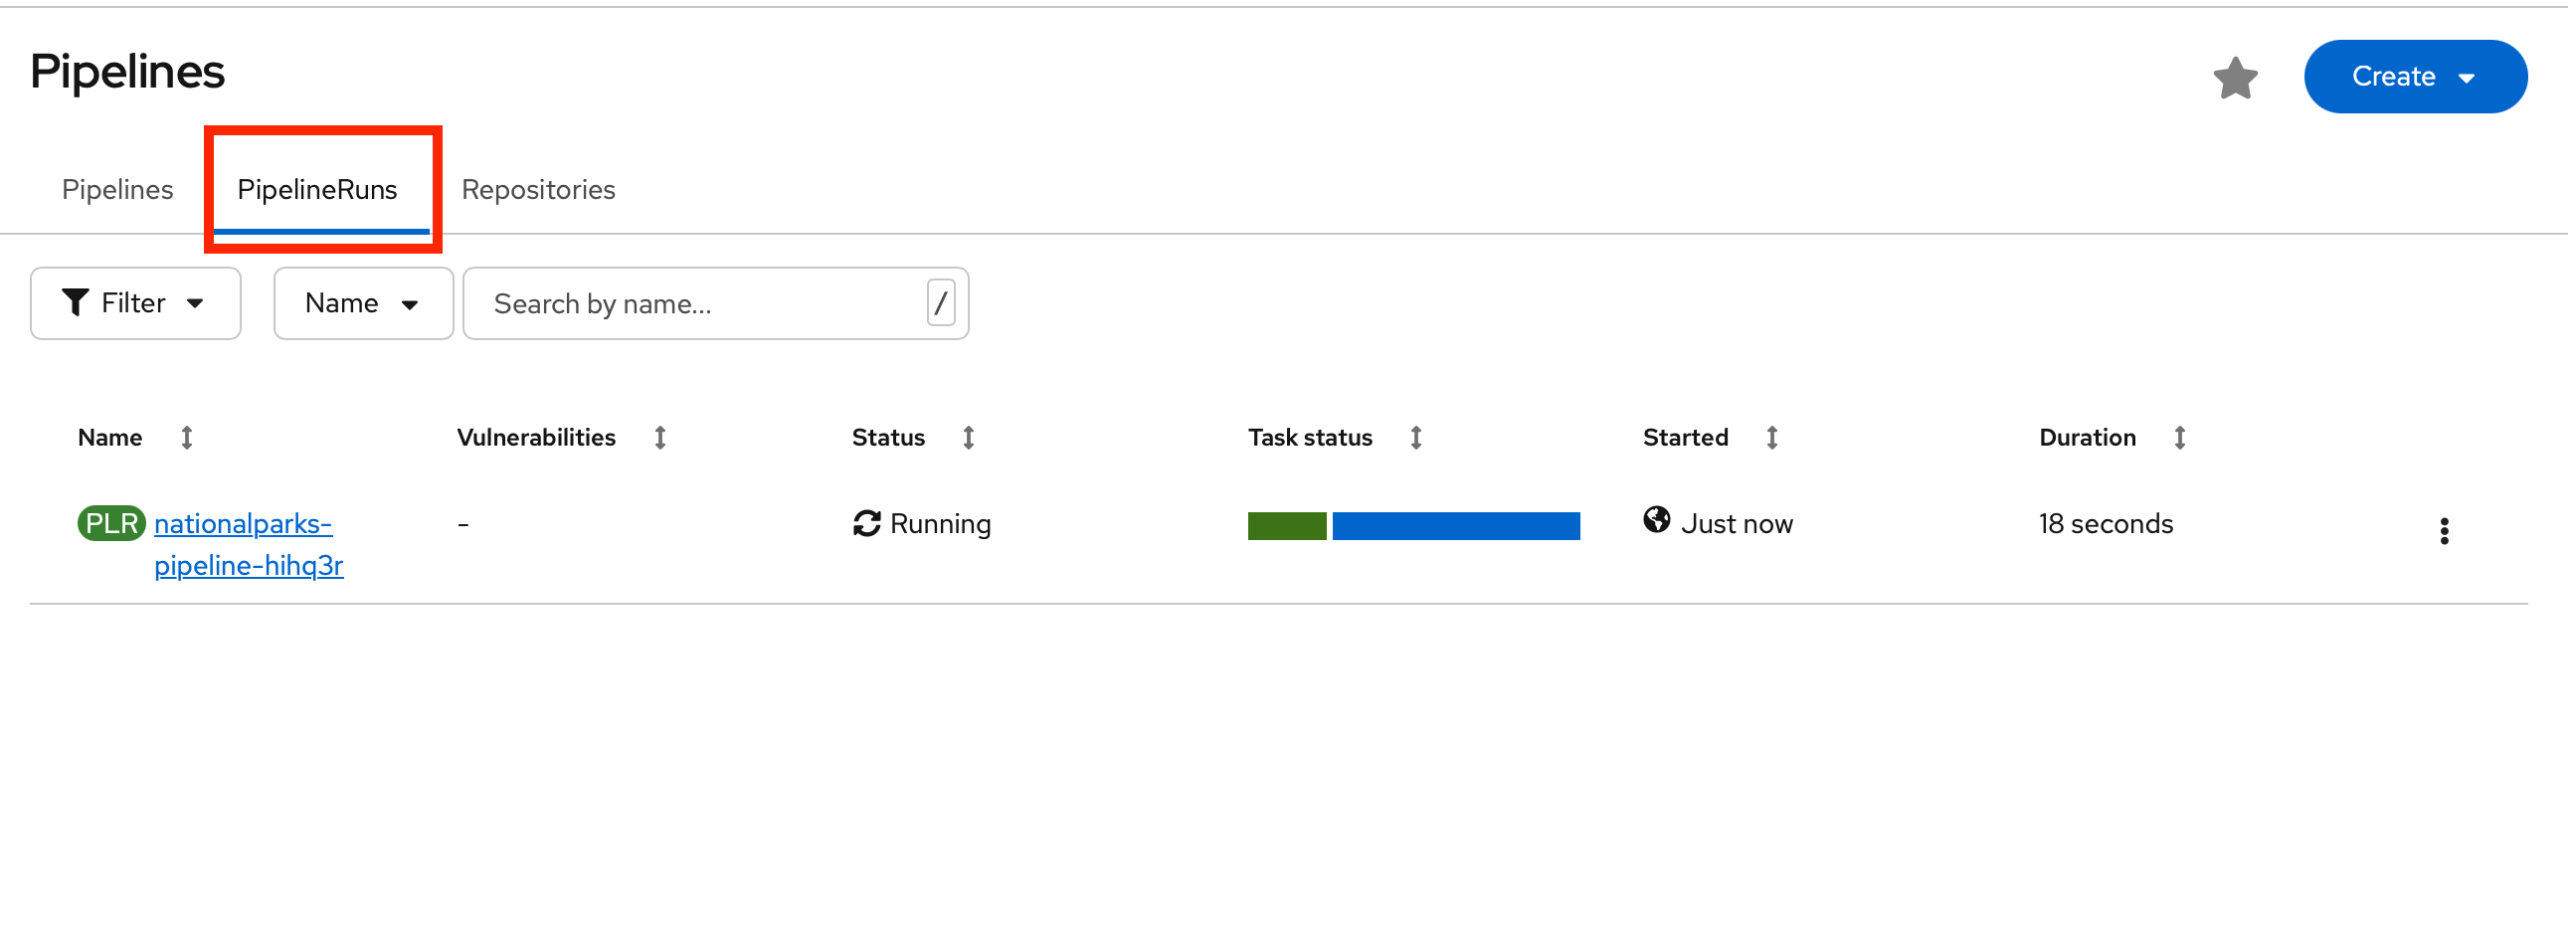 Pipelines
Create
Pipelines PipelineRuns Repositories
Filter Name Search by name... /
Name Vulnerabilities Status Task status Started Duration
PLR nationalparks- - Running Just now 18 seconds
pipeline-hihq3r